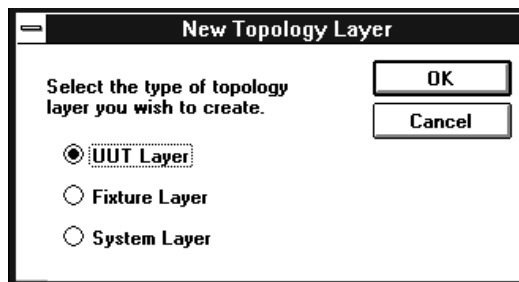 New Topology Layer
Select the type of topology
layer you wish to create.
OK
Cancel
UUT Layer
Fixture Layer
System Layer